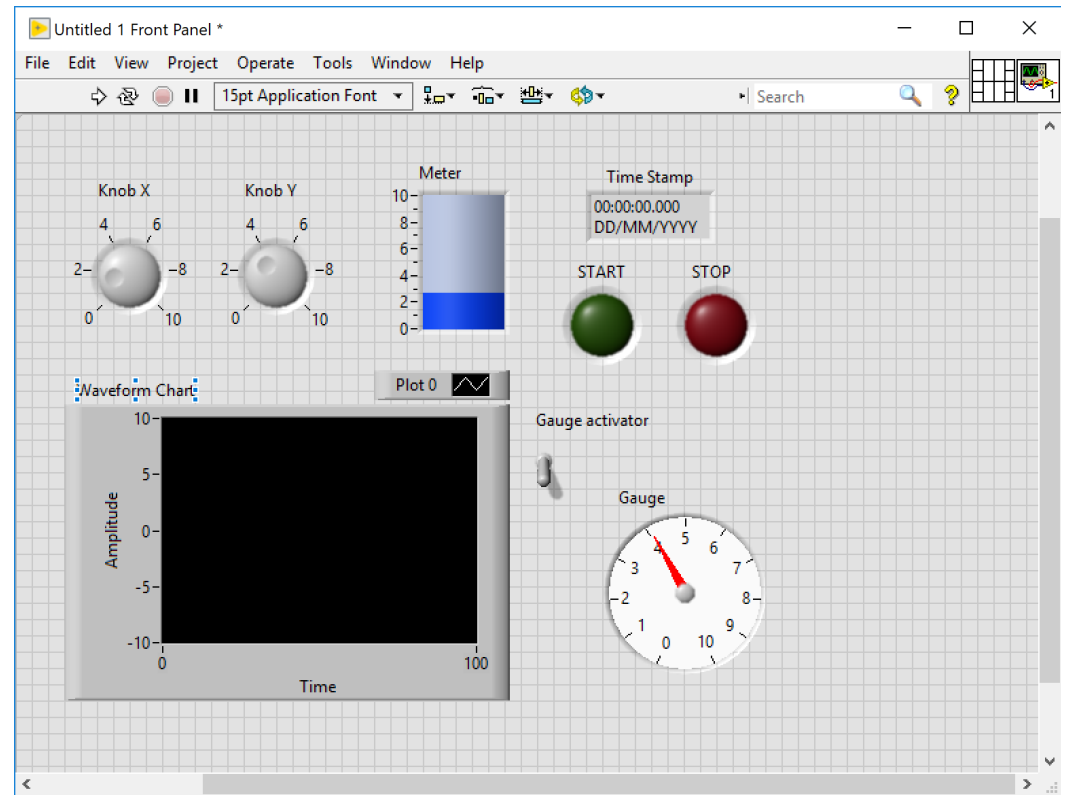 Untitled 1 Front Panel *
File Edit View Project Operate Tools Window Help
15pt Application Font
Search
1
Meter
Time Stamp
Knob X
Knob Y
00:00:00.000
DD/MM/YYYY
4 6
2 8
0 10
4 6
2 8
0 10
10
8
6
4
2
0
START STOP
Waveform Chart
Plot 0
10
5
0
-5
-10
Amplitude
0 100
Time
Gauge activator
Gauge
0
1
2
3
4
5
6
7
8
9
10